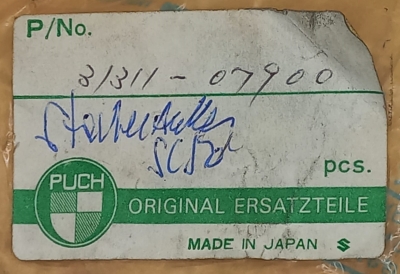 P/No.
31311-07900
pcs.
PUCH
ORIGINAL ERSATZTEILE
MADE IN JAPAN